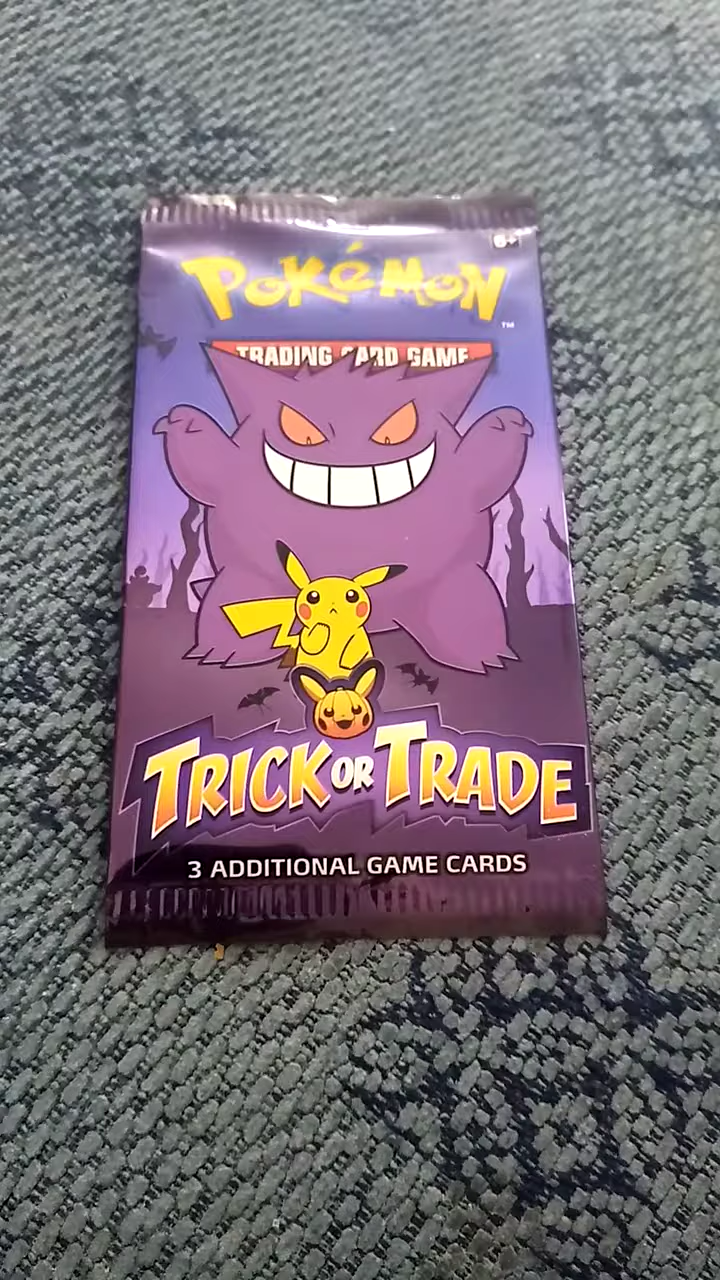 6+
POKéMON
TM
TRADING CARD GAME
TRICK OR TRADE
3 ADDITIONAL GAME CARDS